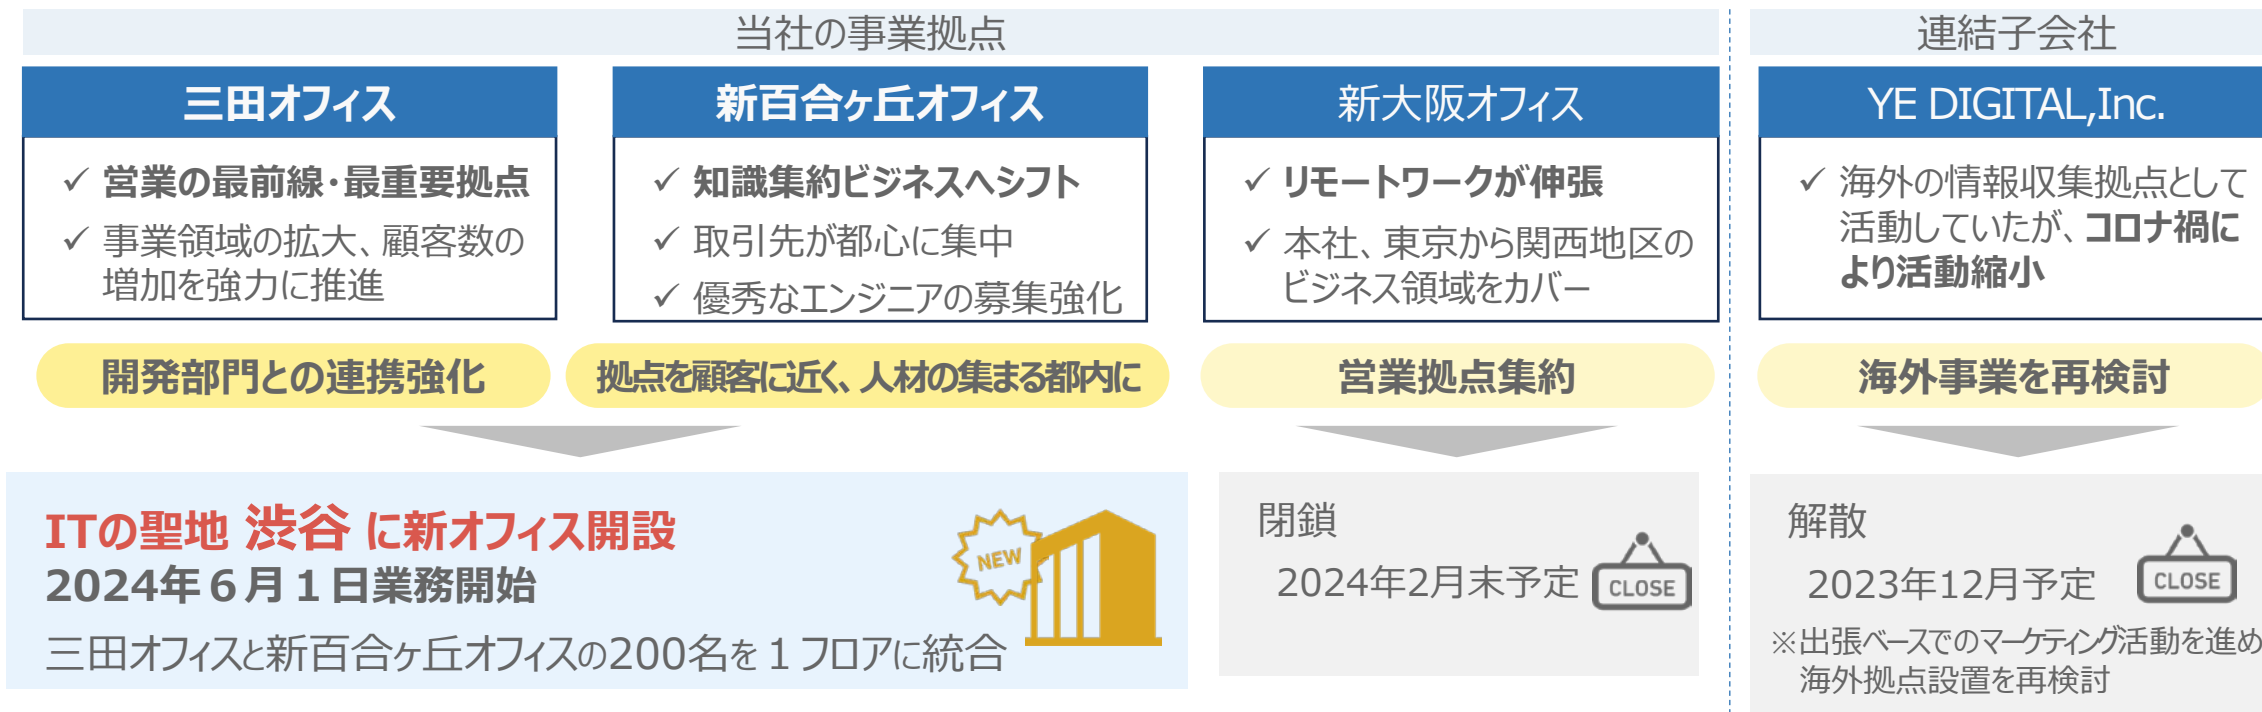 当社の事業拠点
三田オフィス
✓ 営業の最前線・最重要拠点
✓ 事業領域の拡大、顧客数の
増加を強力に推進
開発部門との連携強化
新百合ヶ丘オフィス
✓ 知識集約ビジネスへシフト
✓ 取引先が都心に集中
✓ 優秀なエンジニアの募集強化
拠点を顧客に近く、人材の集まる都内に
ITの聖地 渋谷 に新オフィス開設
2024年6月1日業務開始
三田オフィスと新百合ヶ丘オフィスの200名を1フロアに統合
NEW
新大阪オフィス
✓ リモートワークが伸張
✓ 本社、東京から関西地区の
ビジネス領域をカバー
営業拠点集約
閉鎖
2024年2月末予定
CLOSE
連結子会社
YE DIGITAL,Inc.
✓ 海外の情報収集拠点として
活動していたが、コロナ禍に
より活動縮小
海外事業を再検討
解散
2023年12月予定
CLOSE
※出張ベースでのマーケティング活動を進め
海外拠点設置を再検討